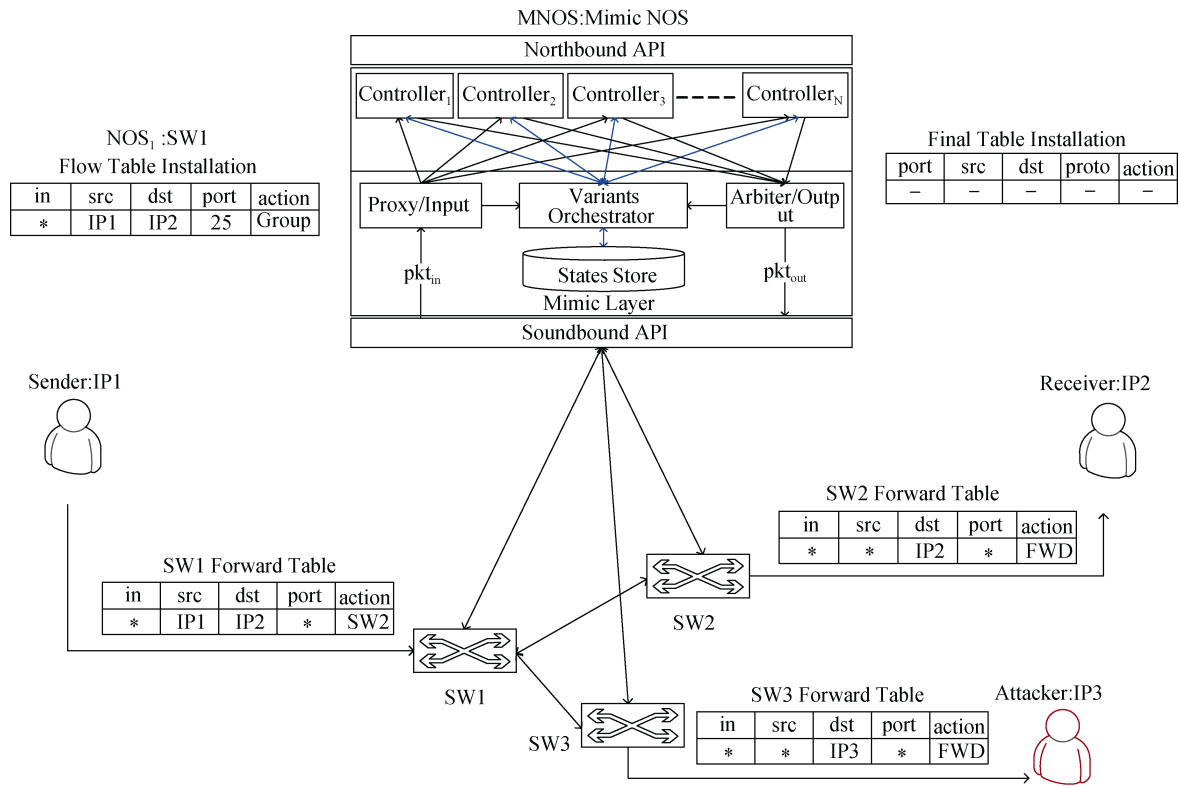 MNOS:Mimic NOS
Northbound API
Controller1 Controller2 Controller3 ControllerN
NOS1 :SW1
Flow Table Installation
in src dst port action
* IP1 IP2 25 Group
Final Table Installation
port src dst proto action
– – – – –
Proxy/Input
Variants
Orchestrator
Arbiter/Outp
ut
pktin
States Store
pktout
Mimic Layer
Soundbound API
Sender:IP1
Receiver:IP2
SW2 Forward Table
in src dst port action
* * IP2 * FWD
SW1 Forward Table
in src dst port action
* IP1 IP2 * SW2
SW2
SW1
SW3
SW3 Forward Table
in src dst port action
* * IP3 * FWD
Attacker:IP3